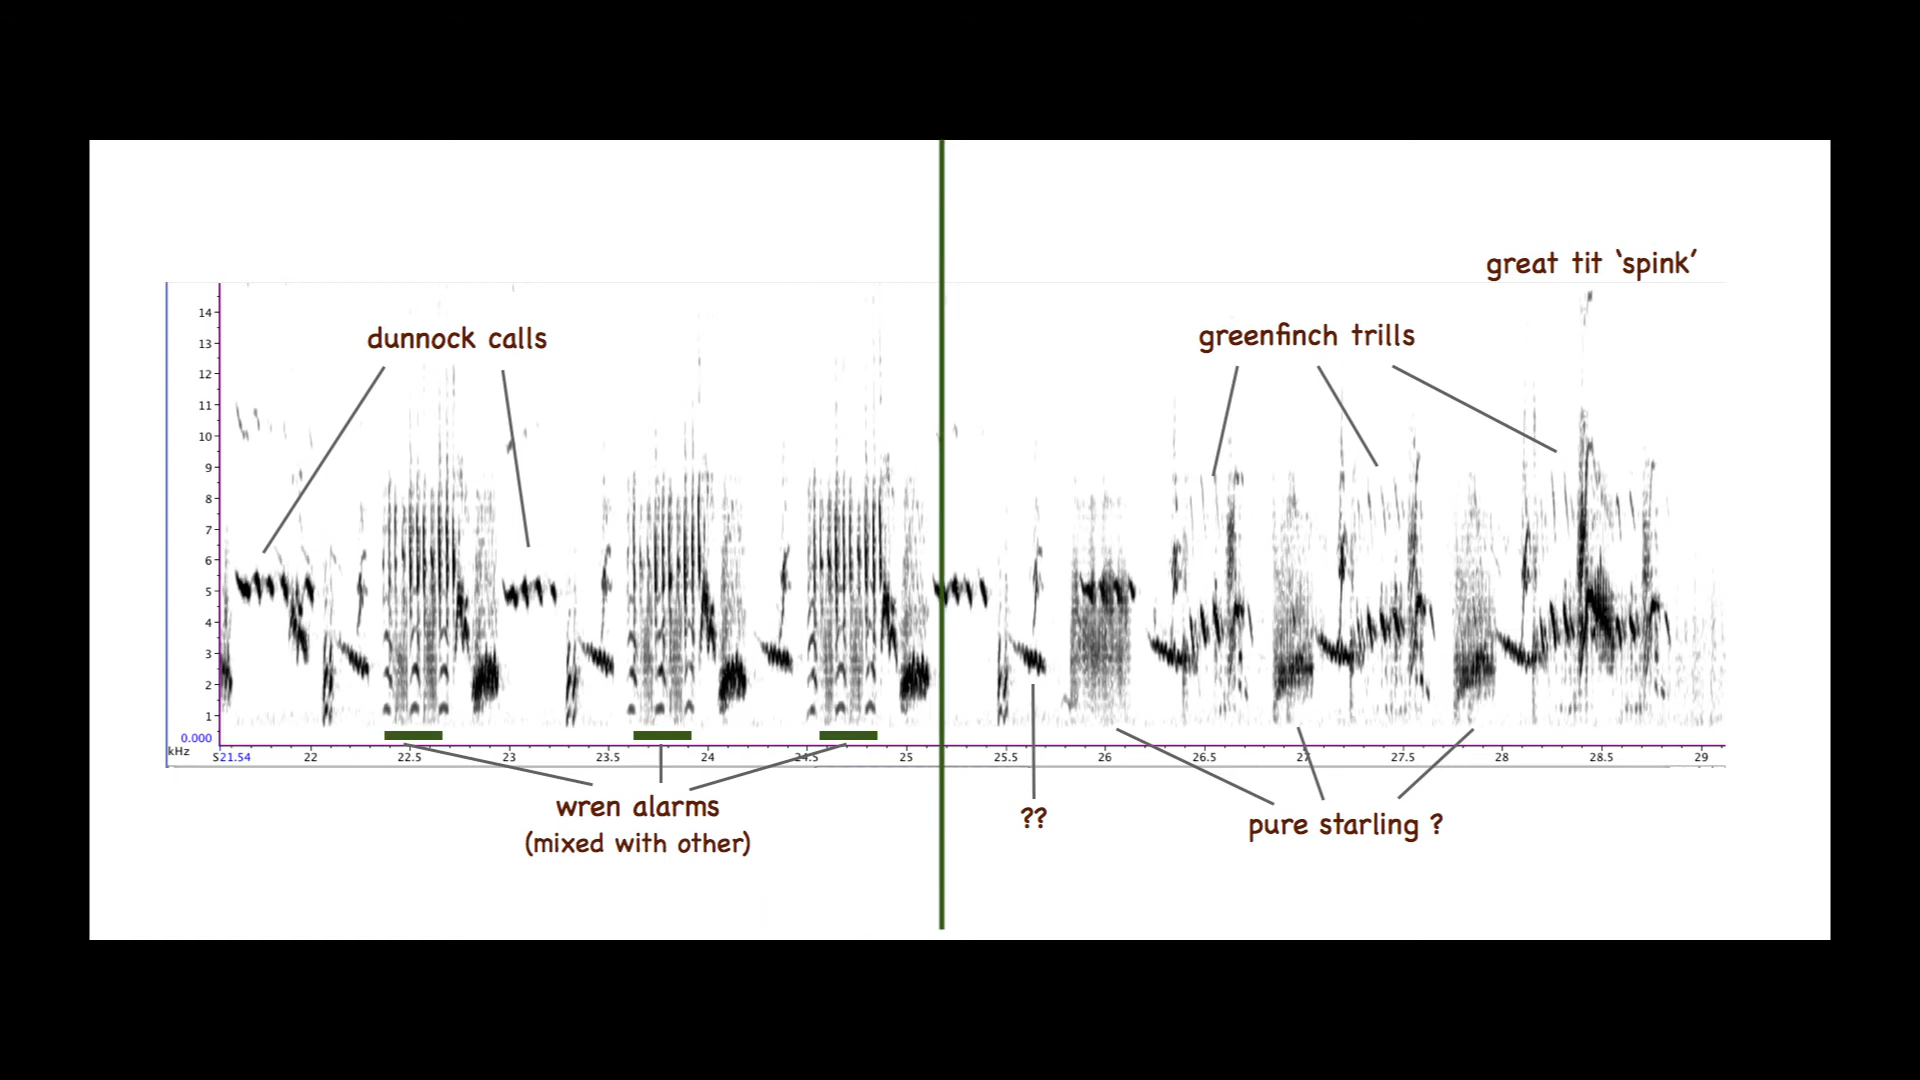 great tit ‘spink’
dunnock calls
greenfinch trills
14
13
12
11
10
9
8
7
6
5
4
3
2
1
0.000
kHz
S21.54 22 22.5 23 23.5 24 24.5 25 25.5 26 26.5 27 27.5 28 28.5 29
wren alarms
(mixed with other)
??
pure starling ?